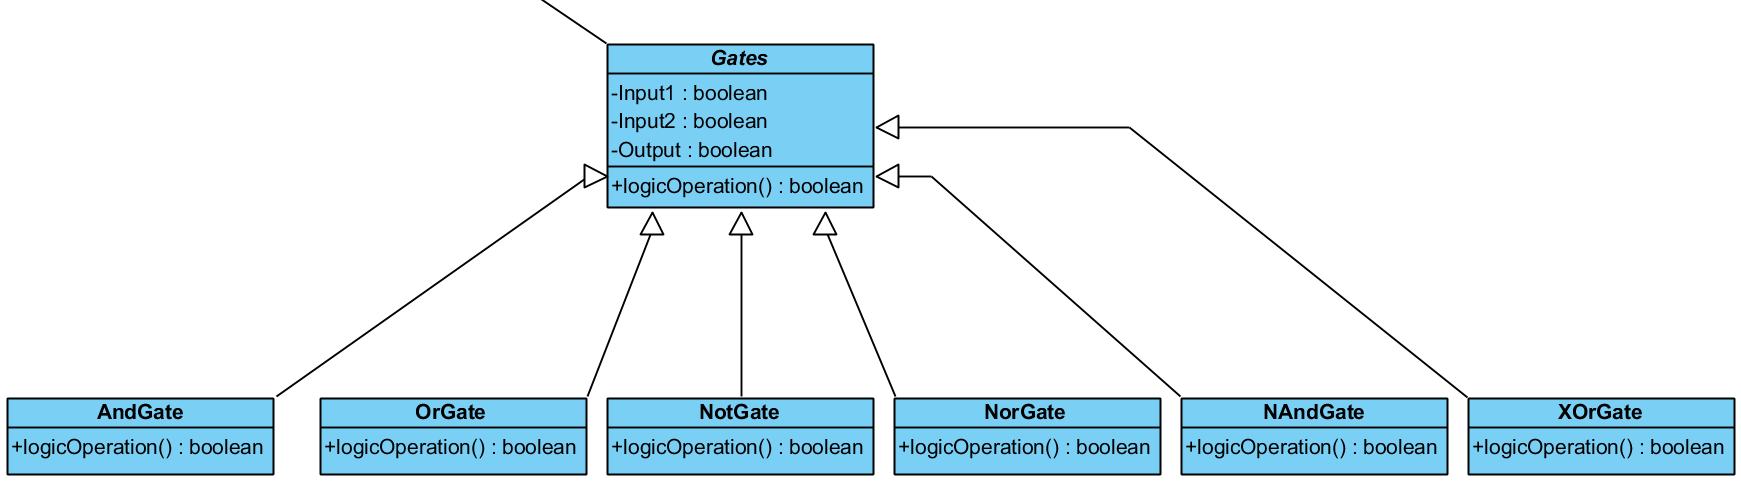 Gates
-Input1 : boolean
-Input2 : boolean
-Output : boolean
+logicOperation() : boolean
AndGate
+logicOperation() : boolean
OrGate
+logicOperation() : boolean
NotGate
+logicOperation() : boolean
NorGate
+logicOperation() : boolean
NAndGate
+logicOperation() : boolean
XOrGate
+logicOperation() : boolean